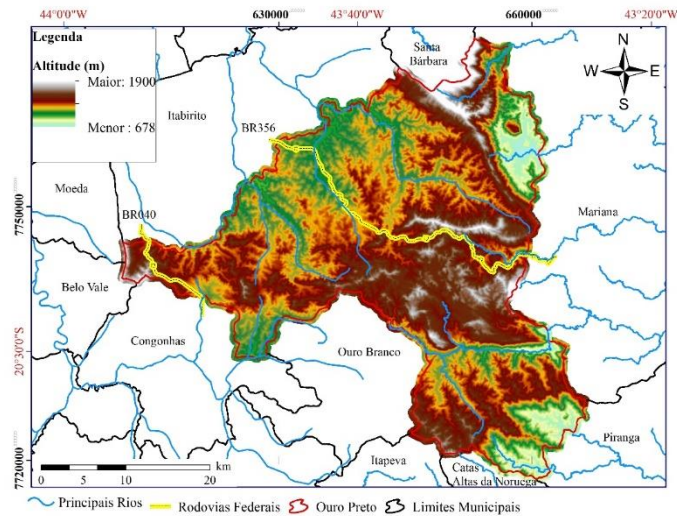 44°0'0"W
630000
43°40'0"W
660000
43°20'0"W
Legenda
Altitude (m)
Maior: 1900
Menor : 678
Santa
Bárbara
N
W
E
S
Itabirito
BR356
Moeda
7750000
BR040
Mariana
Belo Vale
Congonhas
Ouro Branco
20°30'0"S
Piranga
7720000
0
5
10
20
km
Itapeva
Catas
Altas da Noruega
Principais Rios
Rodovias Federais
Ouro Preto
Limites Municipais